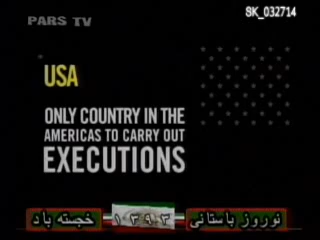 PARS TV
SK_032714
USA
ONLY COUNTRY IN THE
AMERICAS TO CARRY OUT
EXECUTIONS
نوروز باستانی ۱۳۹۳ خجسته باد